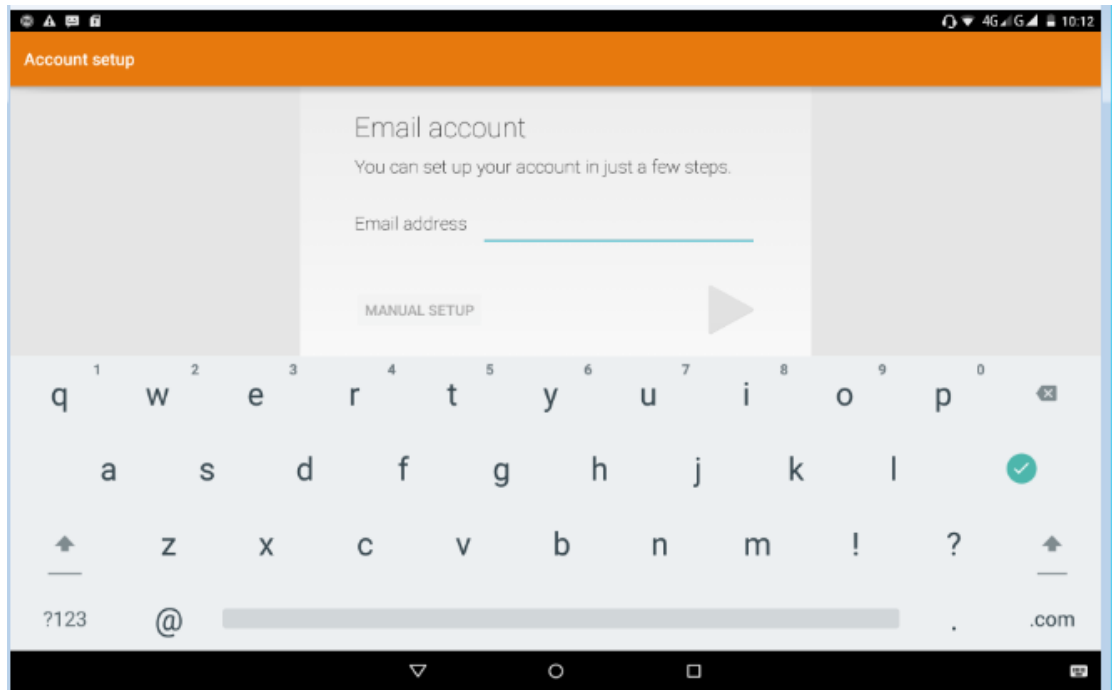 4G G 10:12
Account setup
Email account
You can set up your account in just a few steps.
Email address
MANUAL SETUP
1 2 3 4 5 6 7 8 9 0
q w e r t y u i o p
a s d f g h j k l
z x c v b n m ! ?
?123 @ . .com